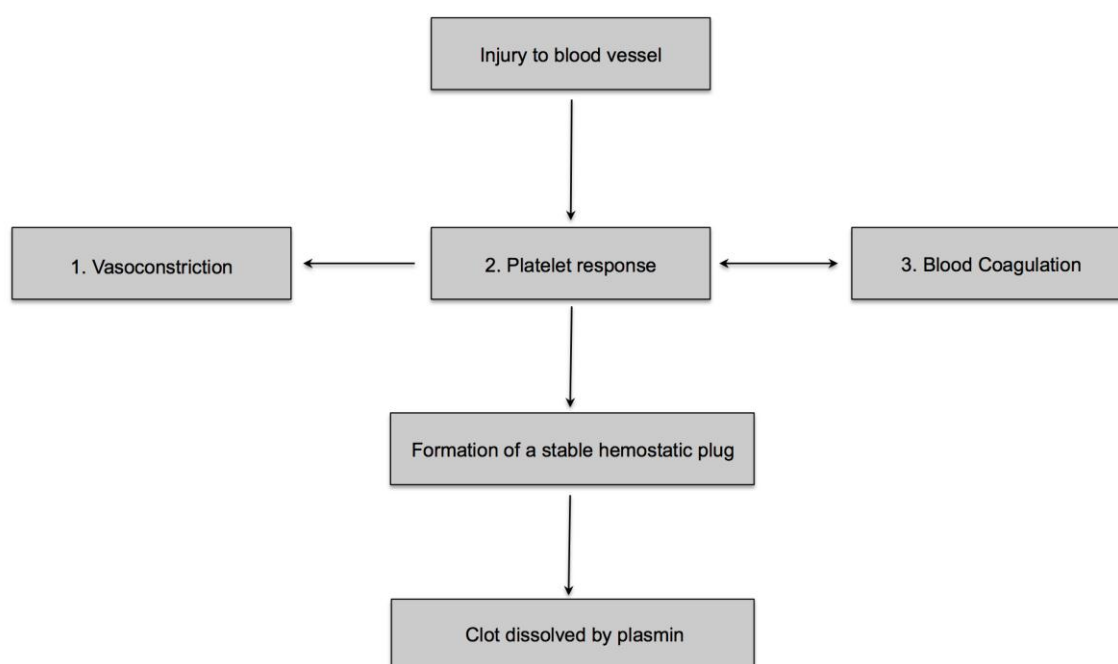 Injury to blood vessel
1. Vasoconstriction
2. Platelet response
3. Blood Coagulation
Formation of a stable hemostatic plug
Clot dissolved by plasmin